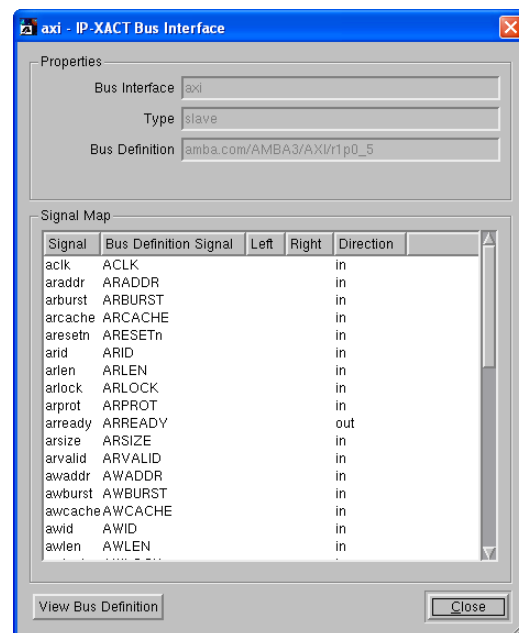 axi - IP-XACT Bus Interface
Properties
Bus Interface axi
Type slave
Bus Definition amba.com/AMBA3/AXI/r1p0_5
Signal Map
Signal Bus Definition Signal Left Right Direction
aclk ACLK in
araddr ARADDR in
arburst ARBURST in
arcache ARCACHE in
aresetn ARESETn in
arid ARID in
arlen ARLEN in
arlock ARLOCK in
arprot ARPROT in
arready ARREADY out
arsize ARSIZE in
arvalid ARVALID in
awaddr AWADDR in
awburst AWBURST in
awcache AWCACHE in
awid AWID in
awlen AWLEN in
View Bus Definition Close